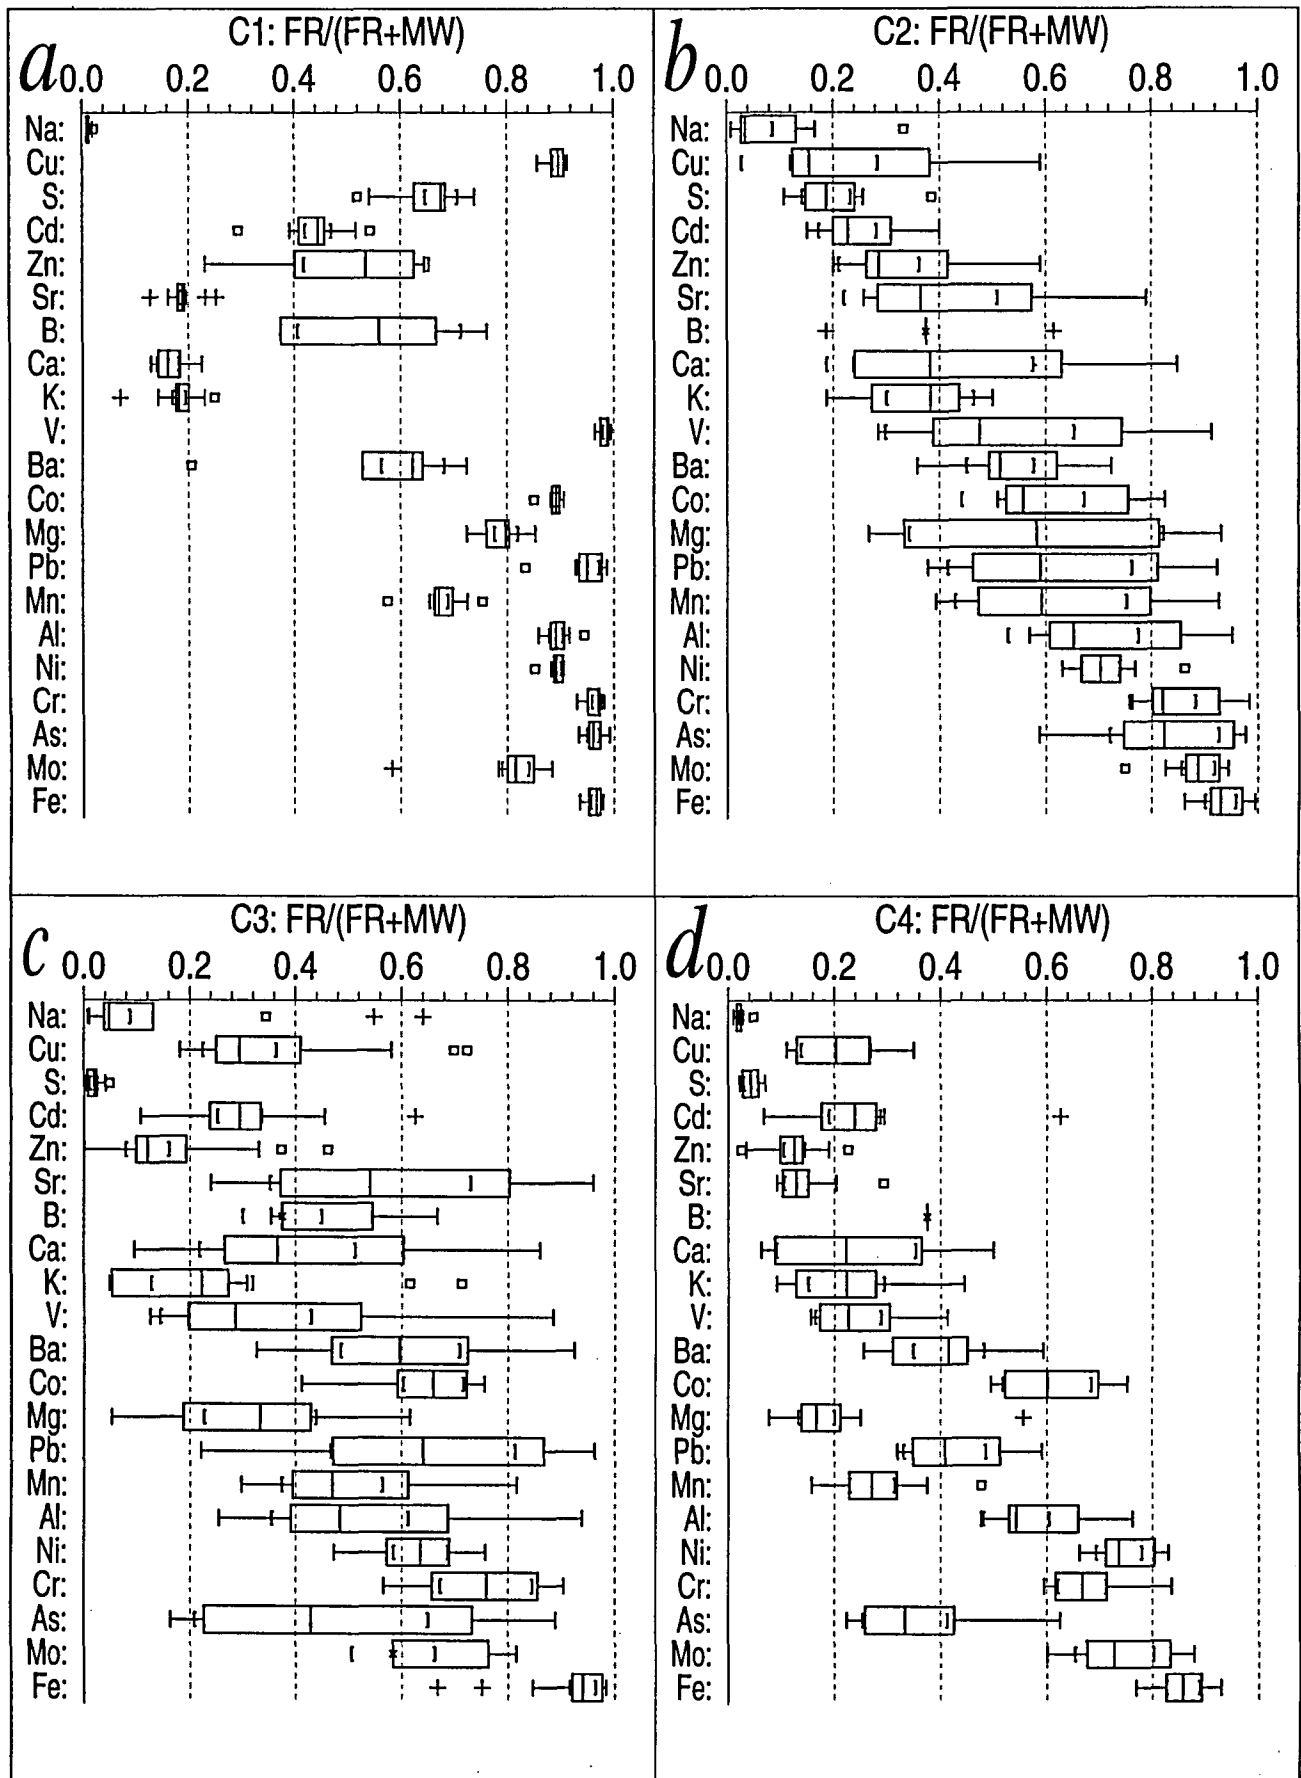 a
C1: FR/(FR+MW)
0.0 0.2 0.4 0.6 0.8 1.0
Na:
Cu:
S:
Cd:
Zn:
Sr:
B:
Ca:
K:
V:
Ba:
Co:
Mg:
Pb:
Mn:
Al:
Ni:
Cr:
As:
Mo:
Fe:
b
C2: FR/(FR+MW)
0.0 0.2 0.4 0.6 0.8 1.0
Na:
Cu:
S:
Cd:
Zn:
Sr:
B:
Ca:
K:
V:
Ba:
Co:
Mg:
Pb:
Mn:
Al:
Ni:
Cr:
As:
Mo:
Fe:
c
C3: FR/(FR+MW)
0.0 0.2 0.4 0.6 0.8 1.0
Na:
Cu:
S:
Cd:
Zn:
Sr:
B:
Ca:
K:
V:
Ba:
Co:
Mg:
Pb:
Mn:
Al:
Ni:
Cr:
As:
Mo:
Fe:
d
C4: FR/(FR+MW)
0.0 0.2 0.4 0.6 0.8 1.0
Na:
Cu:
S:
Cd:
Zn:
Sr:
B:
Ca:
K:
V:
Ba:
Co:
Mg:
Pb:
Mn:
Al:
Ni:
Cr:
As:
Mo:
Fe: